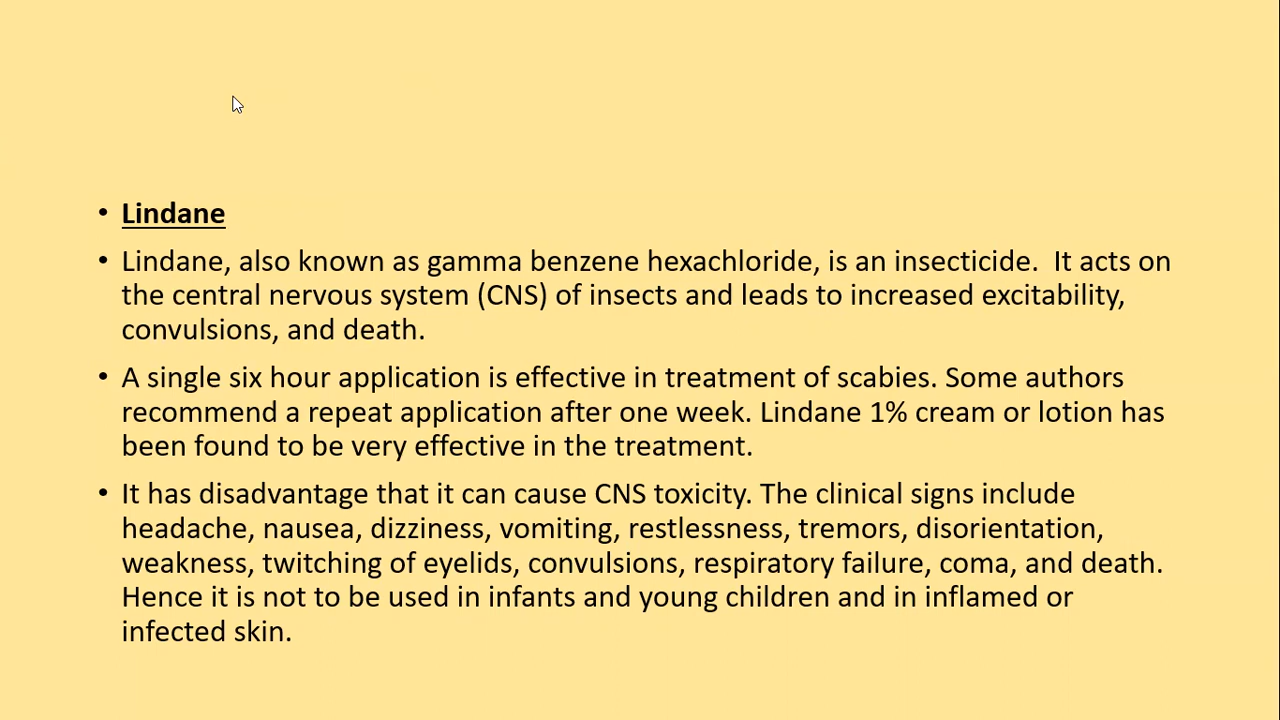 • Lindane
• Lindane, also known as gamma benzene hexachloride, is an insecticide.  It acts on
the central nervous system (CNS) of insects and leads to increased excitability,
convulsions, and death.
• A single six hour application is effective in treatment of scabies. Some authors
recommend a repeat application after one week. Lindane 1% cream or lotion has
been found to be very effective in the treatment.
• It has disadvantage that it can cause CNS toxicity. The clinical signs include
headache, nausea, dizziness, vomiting, restlessness, tremors, disorientation,
weakness, twitching of eyelids, convulsions, respiratory failure, coma, and death.
Hence it is not to be used in infants and young children and in inflamed or
infected skin.